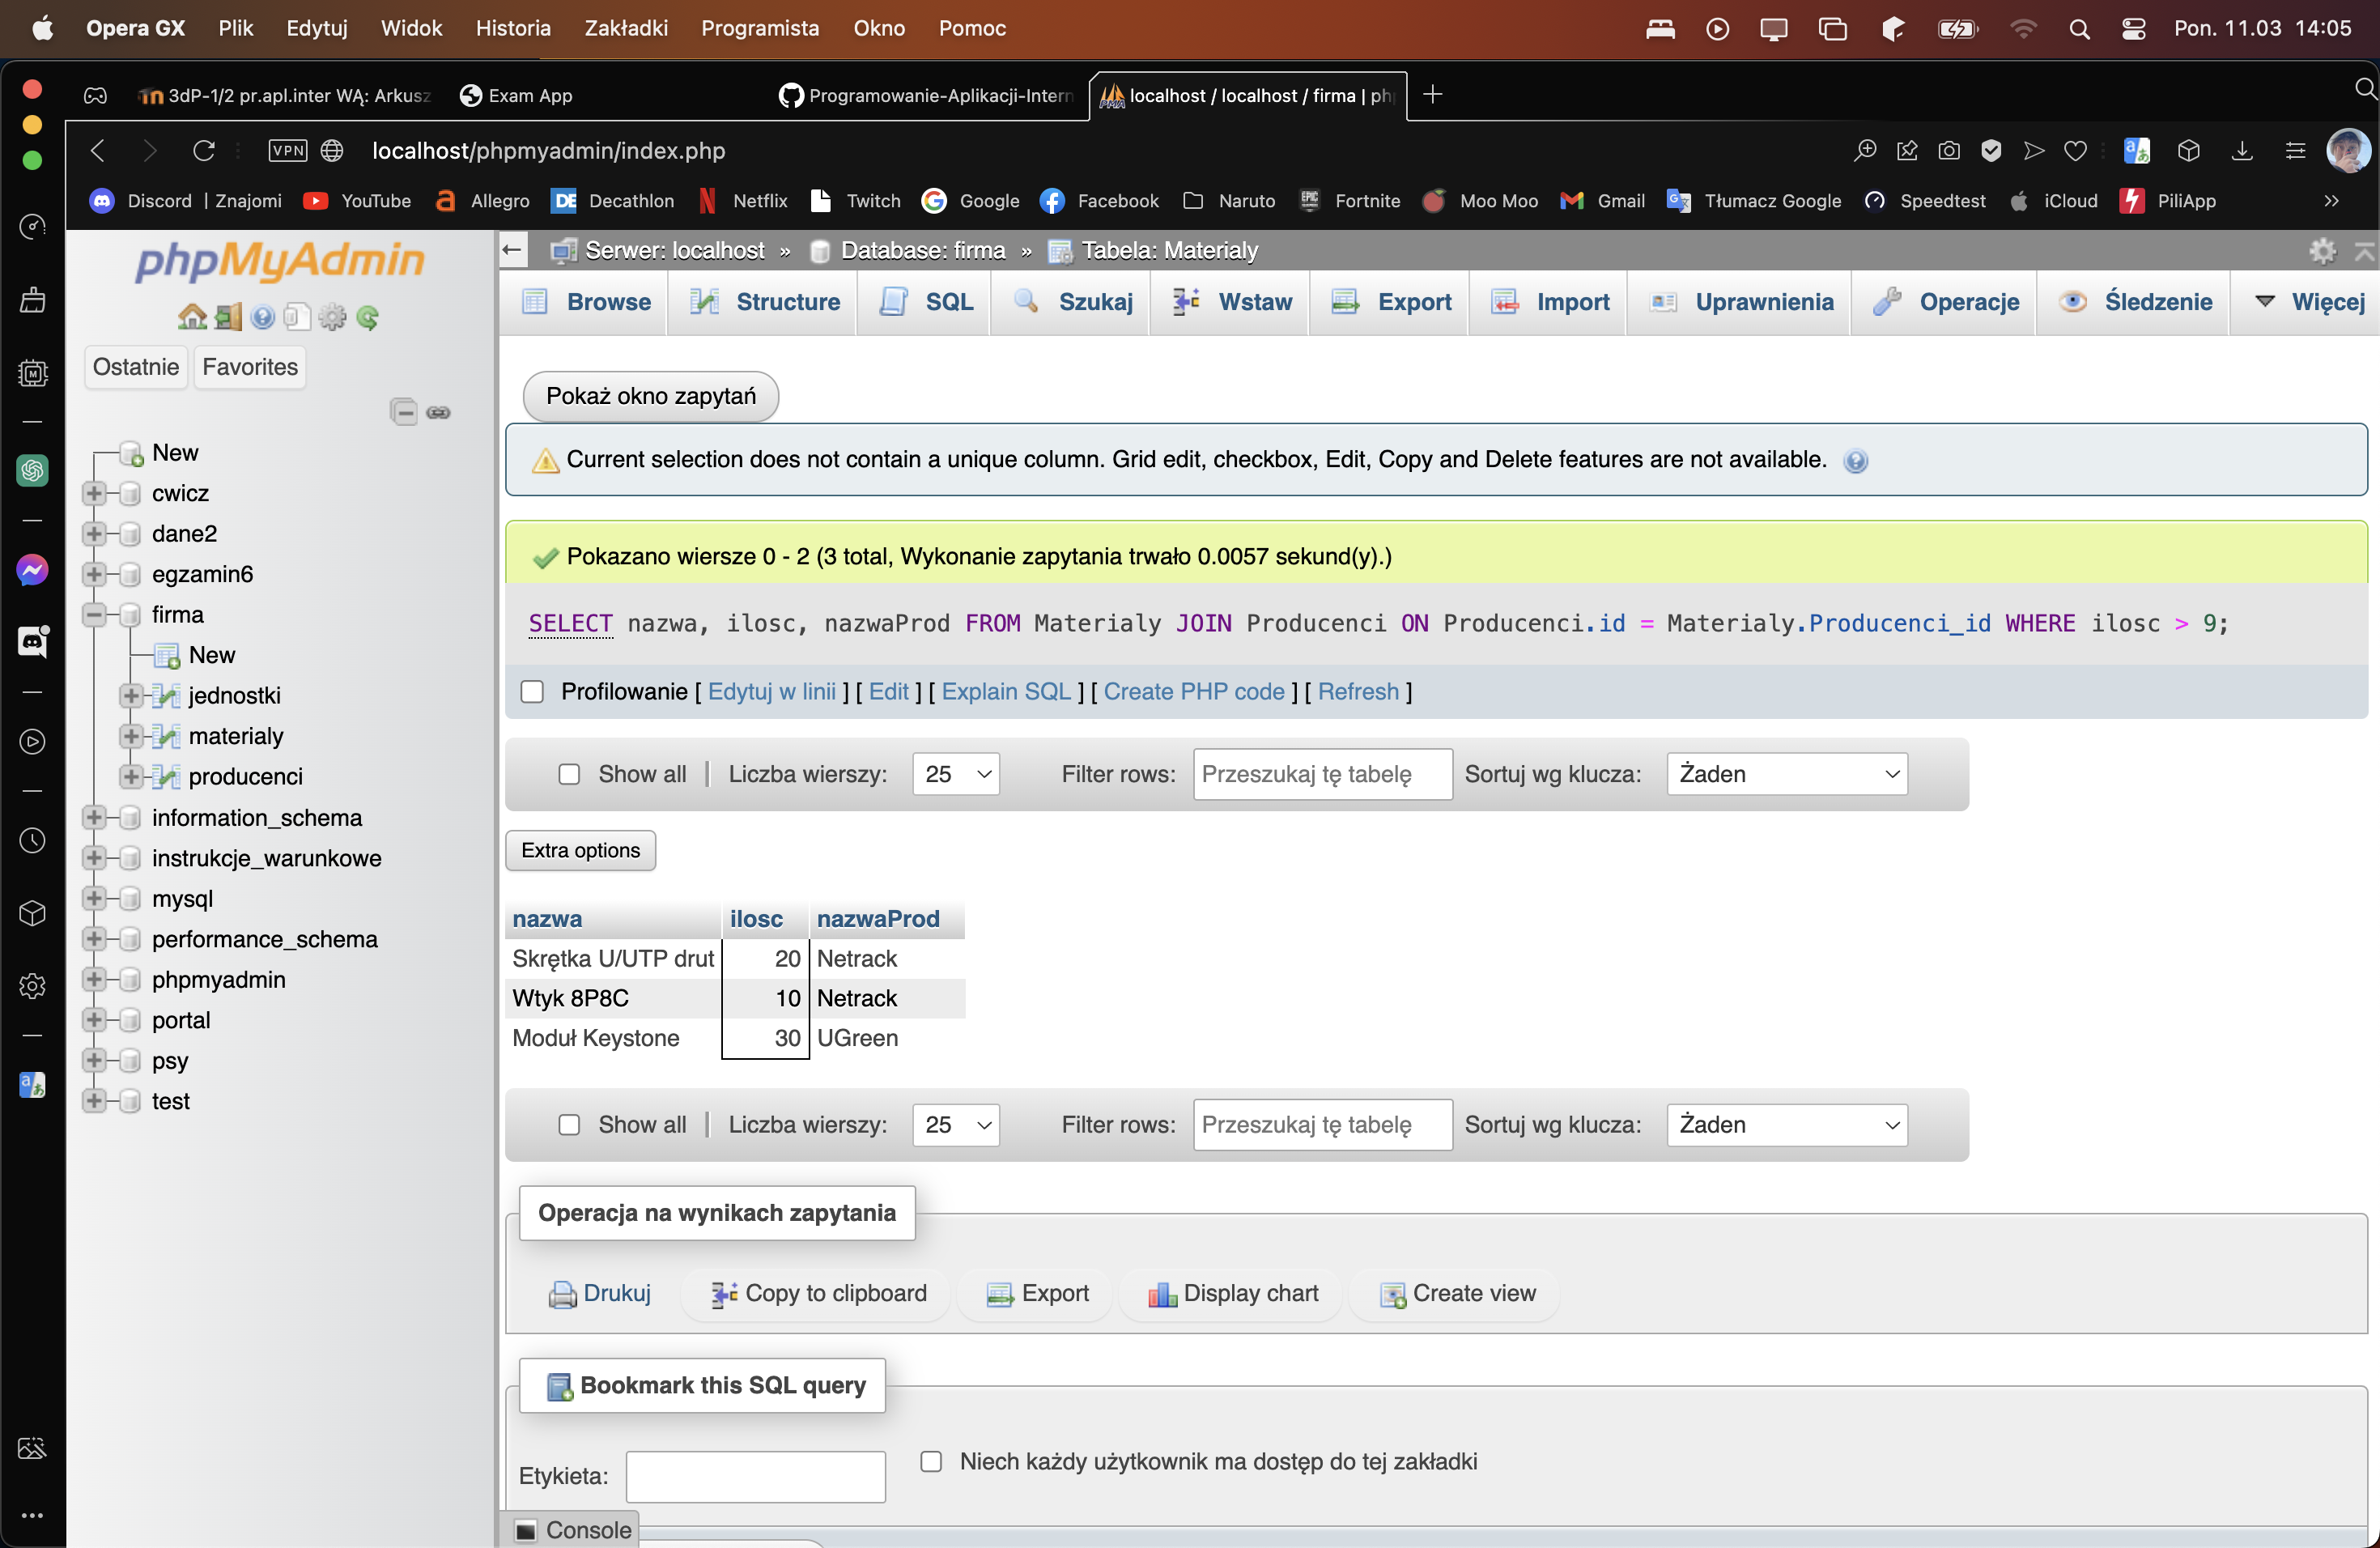 Opera GX Plik Edytuj Widok Historia Zakładki Programista Okno Pomoc Pon. 11.03 14:05
3dP-1/2 pr.apl.inter WĄ: Arkusz Exam App Programowanie-Aplikacji-Intern localhost / localhost / firma | ph
VPN localhost/phpmyadmin/index.php
Discord | Znajomi YouTube Allegro DE Decathlon Netflix Twitch Google Facebook Naruto Fortnite Moo Moo Gmail Tłumacz Google Speedtest iCloud PiliApp
phpMyAdmin
Ostatnie Favorites
New
cwicz
dane2
egzamin6
firma
New
jednostki
materialy
producenci
information_schema
instrukcje_warunkowe
mysql
performance_schema
phpmyadmin
portal
psy
test
Serwer: localhost » Database: firma » Tabela: Materialy
Browse Structure SQL Szukaj Wstaw Export Import Uprawnienia Operacje Śledzenie Więcej
Pokaż okno zapytań
Current selection does not contain a unique column. Grid edit, checkbox, Edit, Copy and Delete features are not available.
Pokazano wiersze 0 - 2 (3 total, Wykonanie zapytania trwało 0.0057 sekund(y).)
SELECT nazwa, ilosc, nazwaProd FROM Materialy JOIN Producenci ON Producenci.id = Materialy.Producenci_id WHERE ilosc > 9;
Profilowanie [ Edytuj w linii ] [ Edit ] [ Explain SQL ] [ Create PHP code ] [ Refresh ]
Show all | Liczba wierszy: 25 Filter rows: Przeszukaj tę tabelę Sortuj wg klucza: Żaden
Extra options
nazwa ilosc nazwaProd
Skrętka U/UTP drut 20 Netrack
Wtyk 8P8C 10 Netrack
Moduł Keystone 30 UGreen
Show all | Liczba wierszy: 25 Filter rows: Przeszukaj tę tabelę Sortuj wg klucza: Żaden
Operacja na wynikach zapytania
Drukuj Copy to clipboard Export Display chart Create view
Bookmark this SQL query
Etykieta: Niech każdy użytkownik ma dostęp do tej zakładki
Console